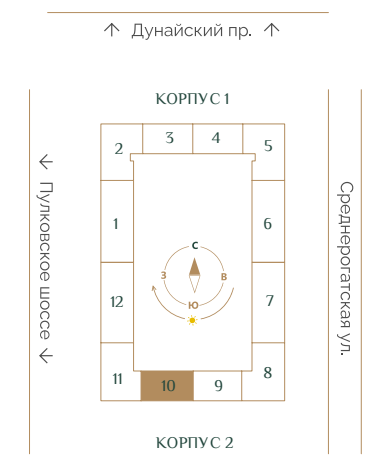 ↑ Дунайский пр. ↑
КОРПУС 1
2 3 4 5
← Пулковское шоссе →
Среднерогатская ул.
1 6
С
З В
Ю
12 7
11 10 9 8
КОРПУС 2